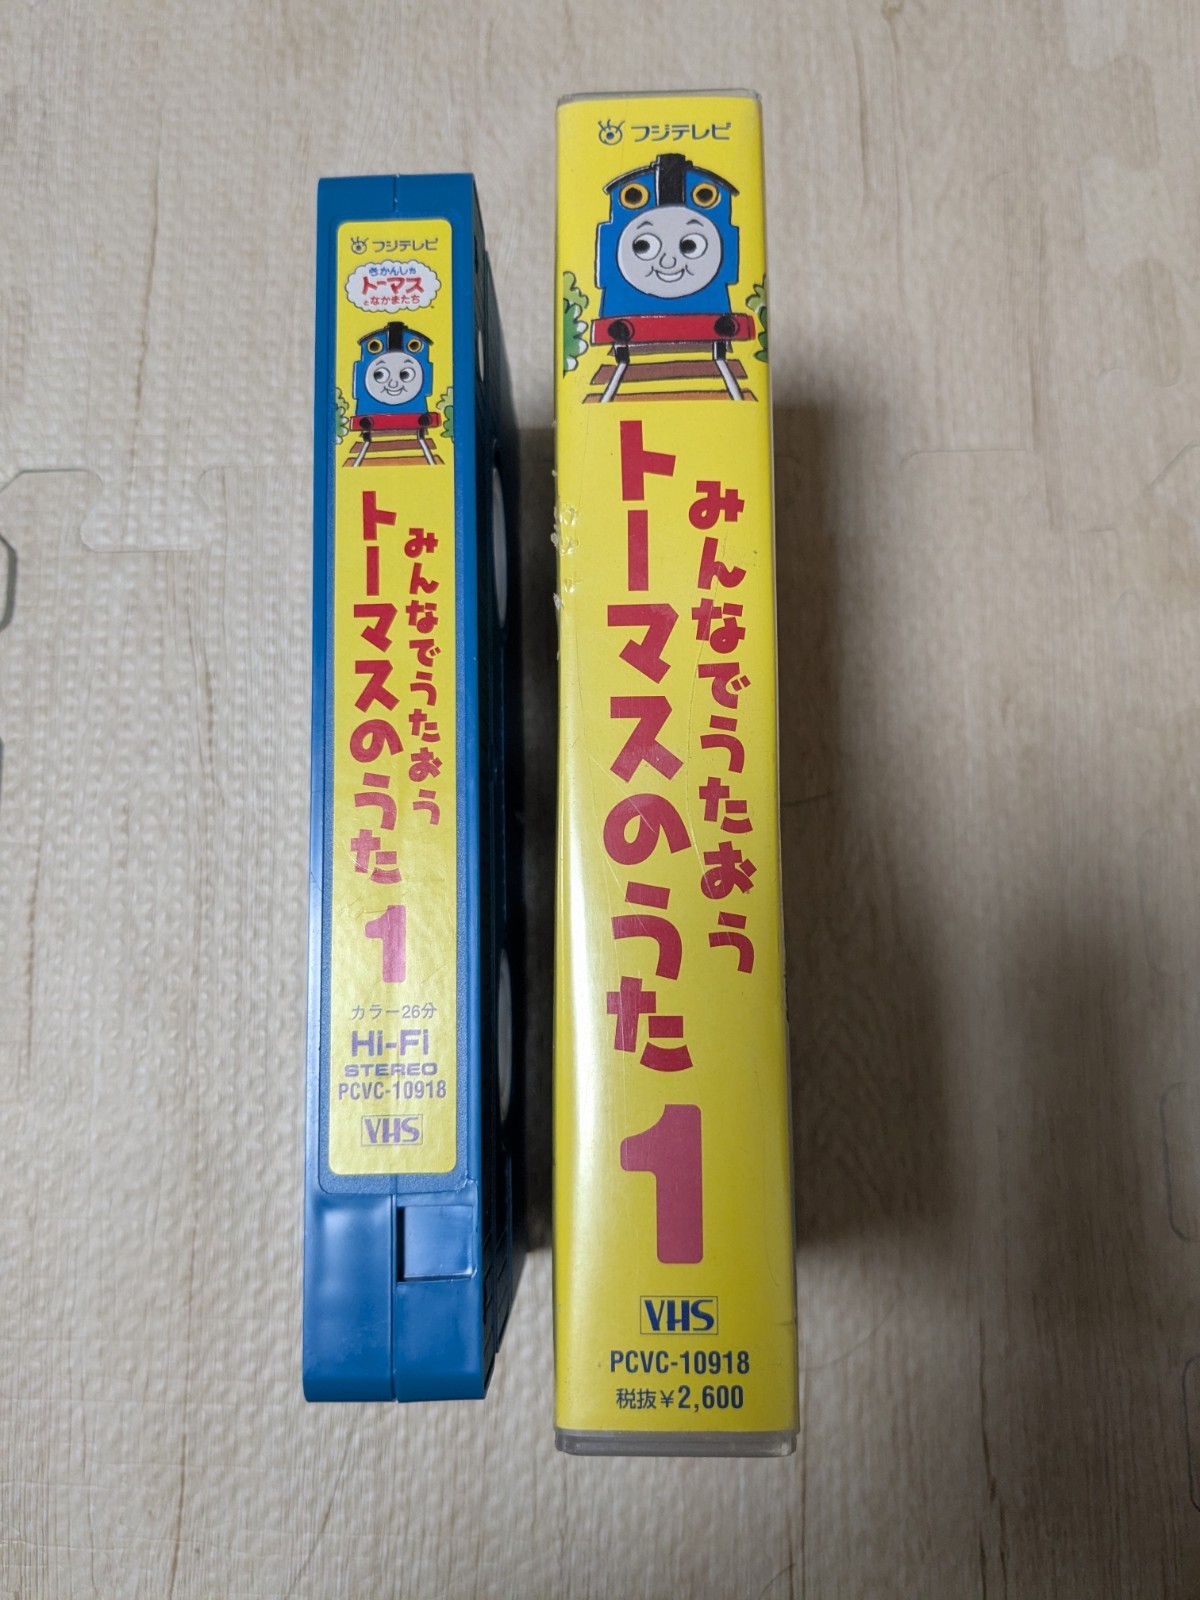 フジテレビ
きかんしゃ
トーマス
となかまたち
みんなでうたおう
トーマスのうた
1
カラー26分
Hi-Fi
STEREO
PCVC-10918
VHS
フジテレビ
みんなでうたおう
トーマスのうた
1
VHS
PCVC-10918
税抜¥2,600